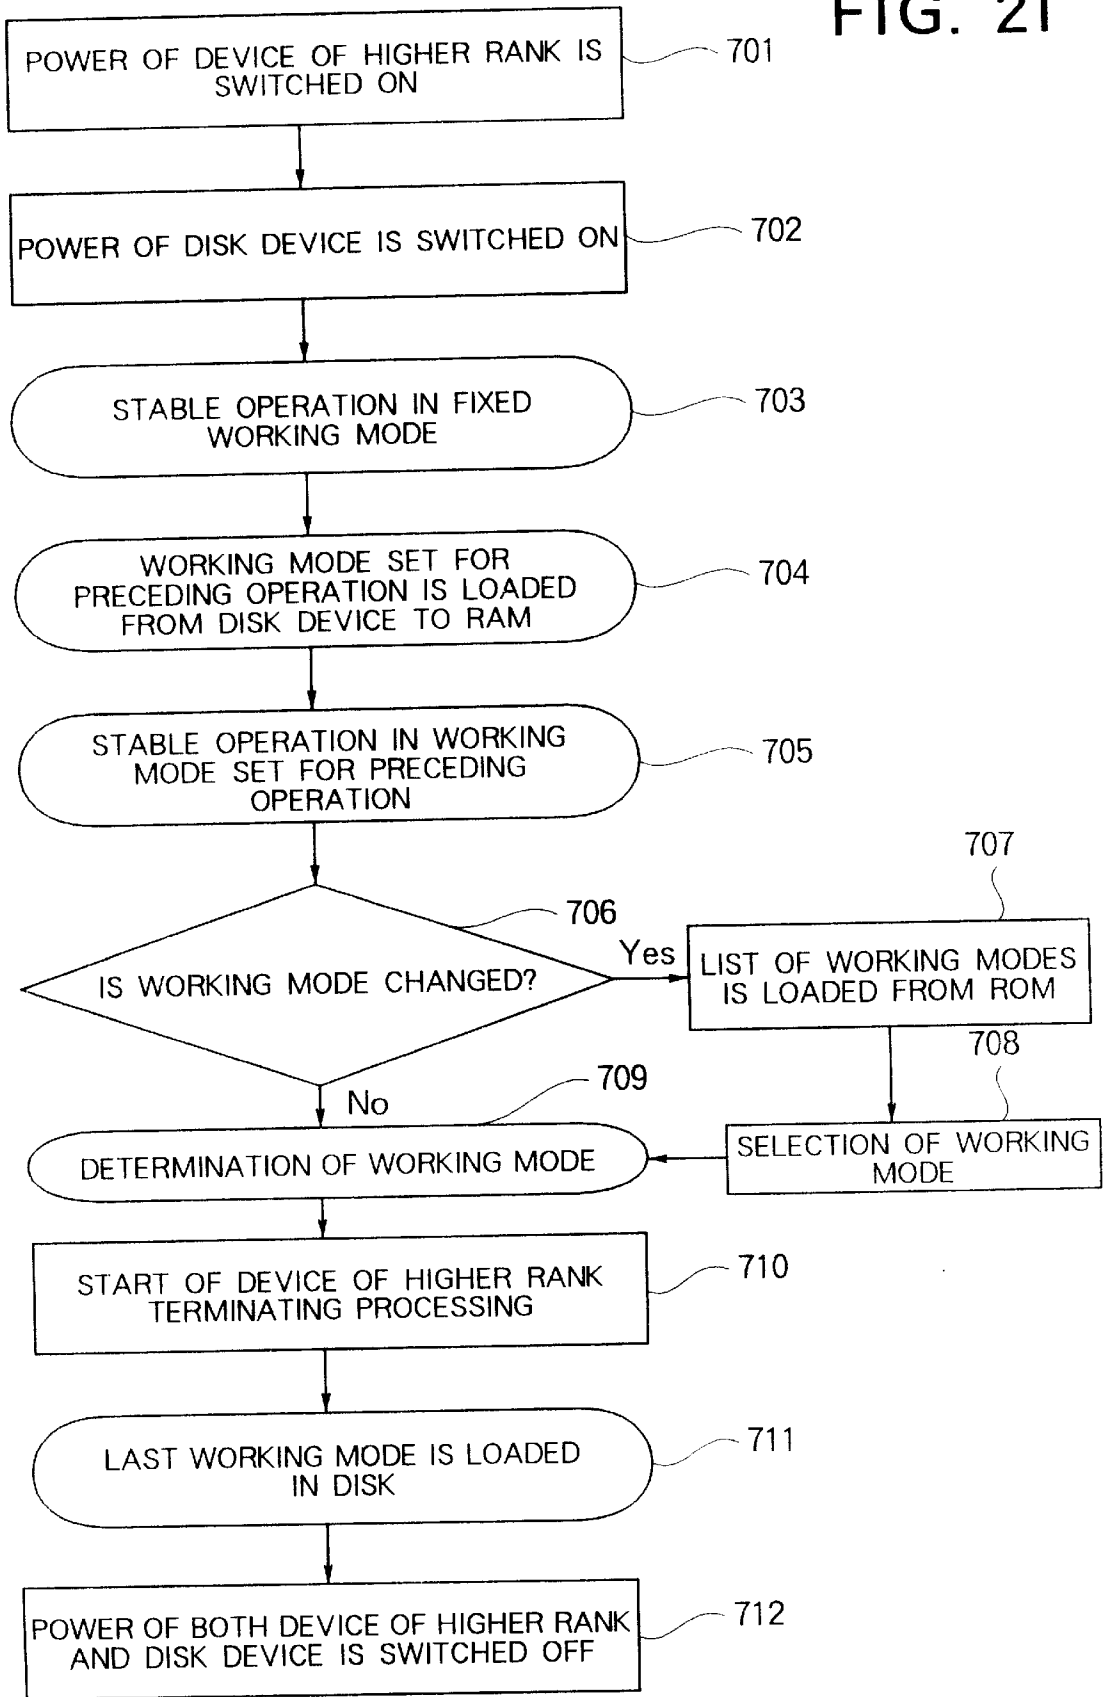 FIG. 21
POWER OF DEVICE OF HIGHER RANK IS
SWITCHED ON
701
POWER OF DISK DEVICE IS SWITCHED ON
702
STABLE OPERATION IN FIXED
WORKING MODE
703
WORKING MODE SET FOR
PRECEDING OPERATION IS LOADED
FROM DISK DEVICE TO RAM
704
STABLE OPERATION IN WORKING
MODE SET FOR PRECEDING
OPERATION
705
IS WORKING MODE CHANGED?
706
Yes
707
LIST OF WORKING MODES
IS LOADED FROM ROM
708
SELECTION OF WORKING
MODE
No
709
DETERMINATION OF WORKING MODE
START OF DEVICE OF HIGHER RANK
TERMINATING PROCESSING
710
LAST WORKING MODE IS LOADED
IN DISK
711
POWER OF BOTH DEVICE OF HIGHER RANK
AND DISK DEVICE IS SWITCHED OFF
712